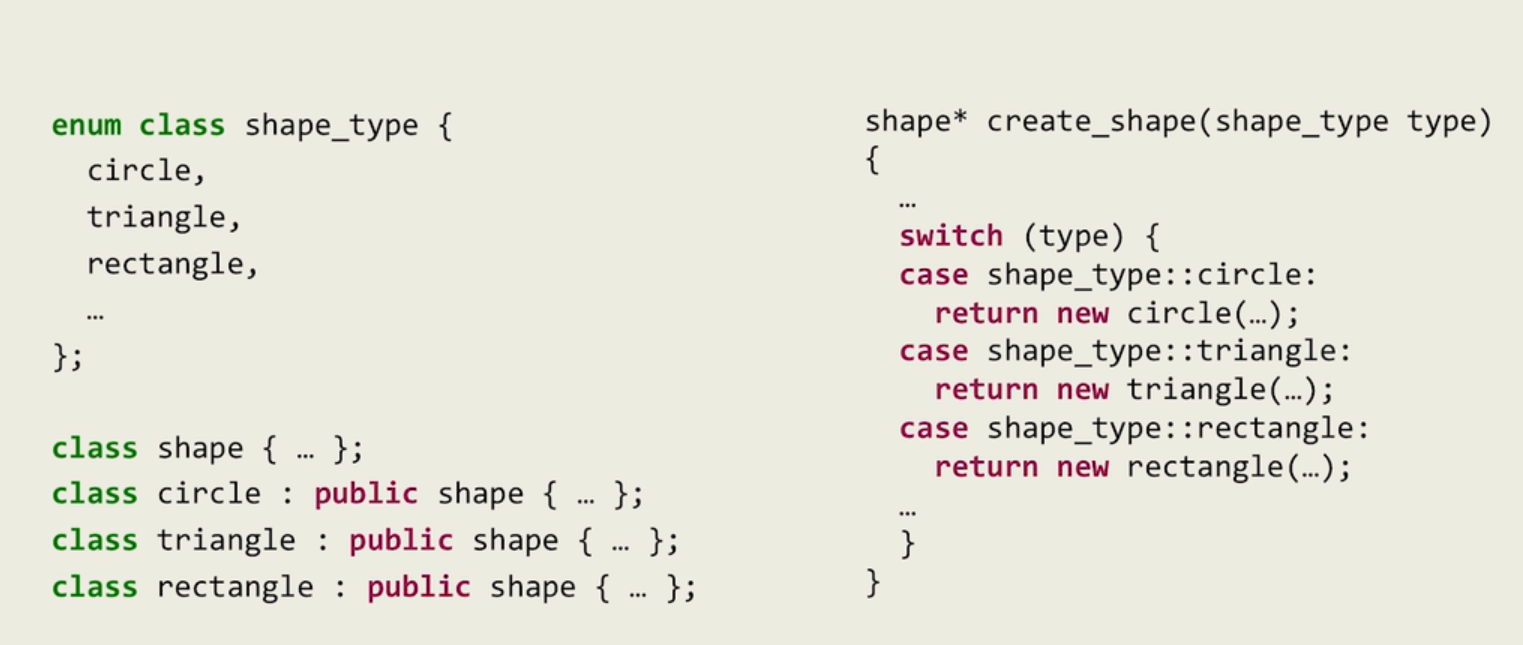 enum class shape_type {
  circle,
  triangle,
  rectangle,
  …
};
class shape { … };
class circle : public shape { … };
class triangle : public shape { … };
class rectangle : public shape { … };
shape* create_shape(shape_type type)
{
  …
  switch (type) {
  case shape_type::circle:
    return new circle(…);
  case shape_type::triangle:
    return new triangle(…);
  case shape_type::rectangle:
    return new rectangle(…);
  …
  }
}